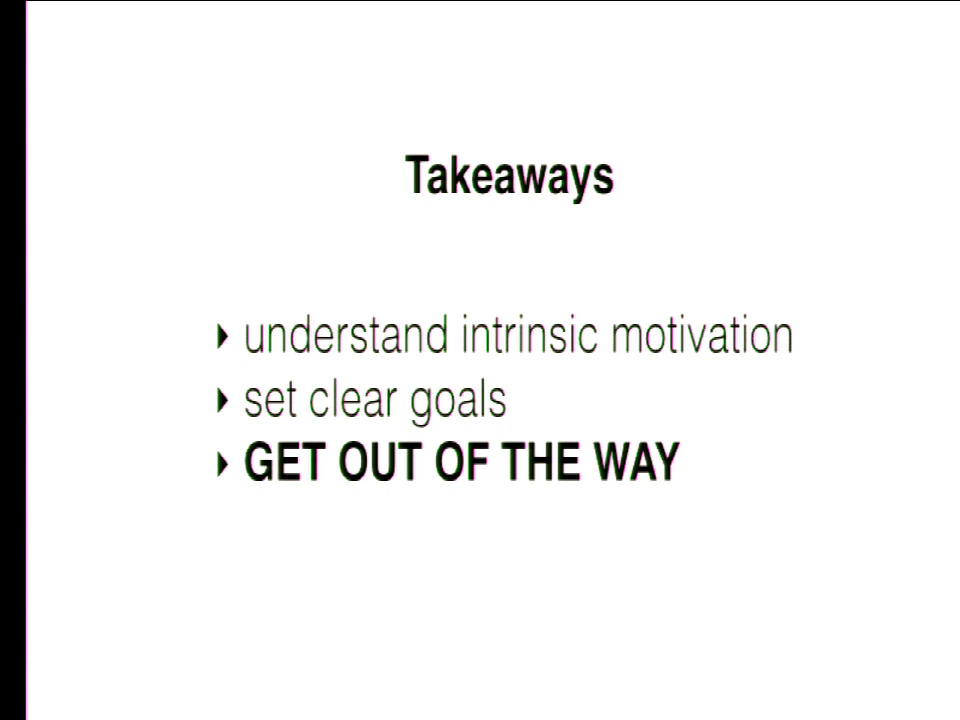 Takeaways
‣ understand intrinsic motivation
‣ set clear goals
‣ GET OUT OF THE WAY